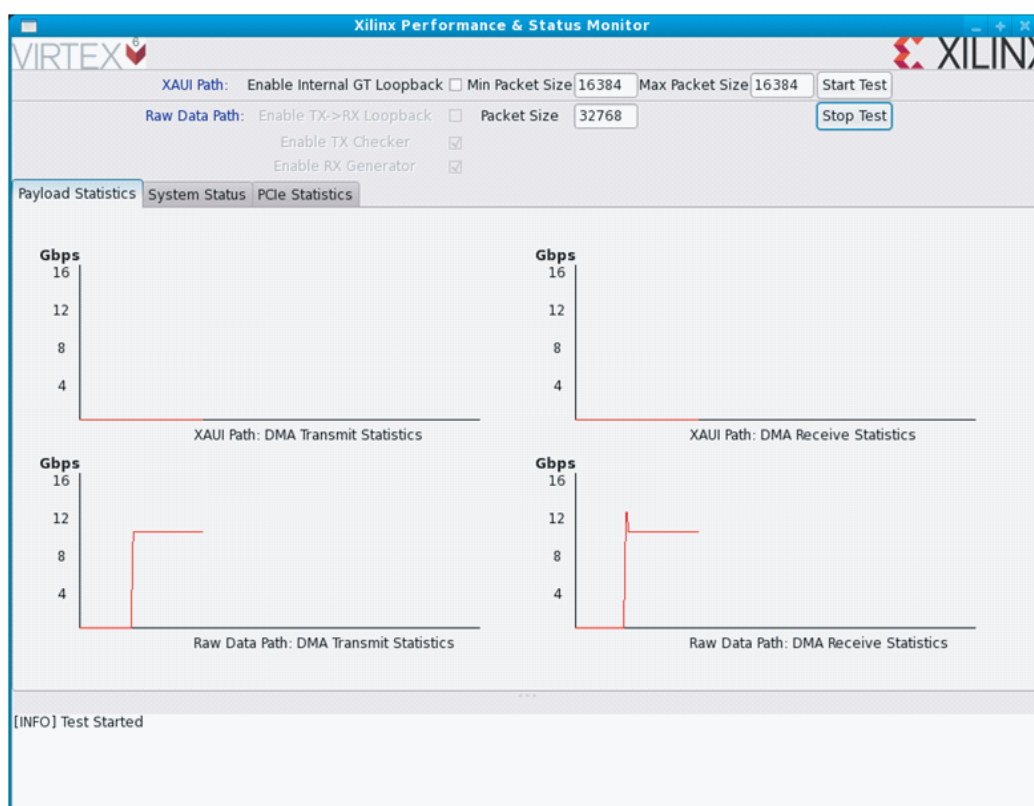 Xilinx Performance & Status Monitor
VIRTEX 6
XILINX
XAUI Path: Enable Internal GT Loopback Min Packet Size 16384 Max Packet Size 16384 Start Test
Raw Data Path: Enable TX->RX Loopback Packet Size 32768 Stop Test
Enable TX Checker
Enable RX Generator
Payload Statistics System Status PCIe Statistics
Gbps
16
12
8
4
XAUI Path: DMA Transmit Statistics
Gbps
16
12
8
4
XAUI Path: DMA Receive Statistics
Gbps
16
12
8
4
Raw Data Path: DMA Transmit Statistics
Gbps
16
12
8
4
Raw Data Path: DMA Receive Statistics
[INFO] Test Started